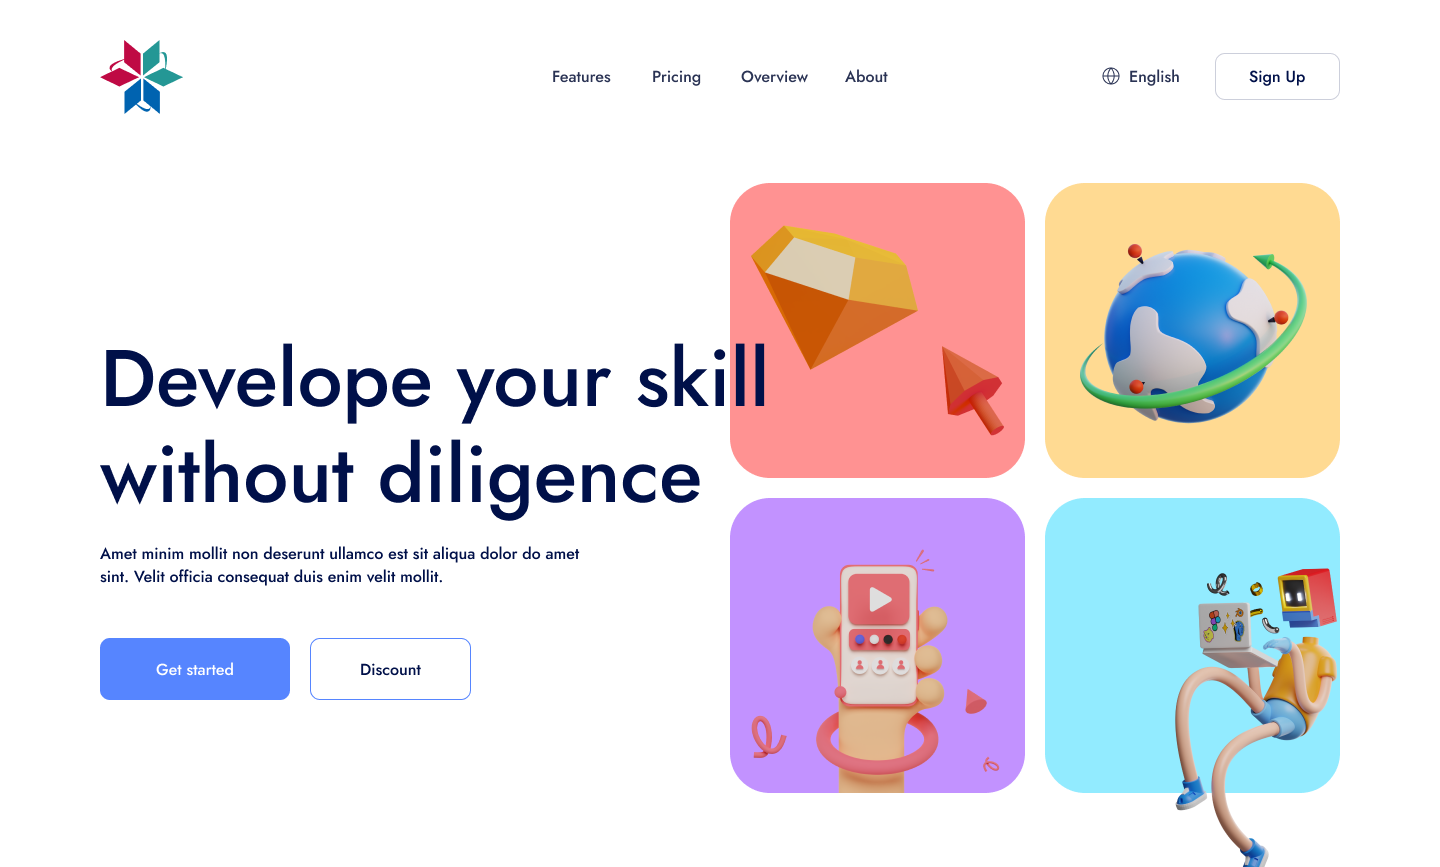 Features
Pricing
Overview
About
English
Sign Up
Develope your skill
without diligence
Amet minim mollit non deserunt ullamco est sit aliqua dolor do amet
sint. Velit officia consequat duis enim velit mollit.
Get started
Discount